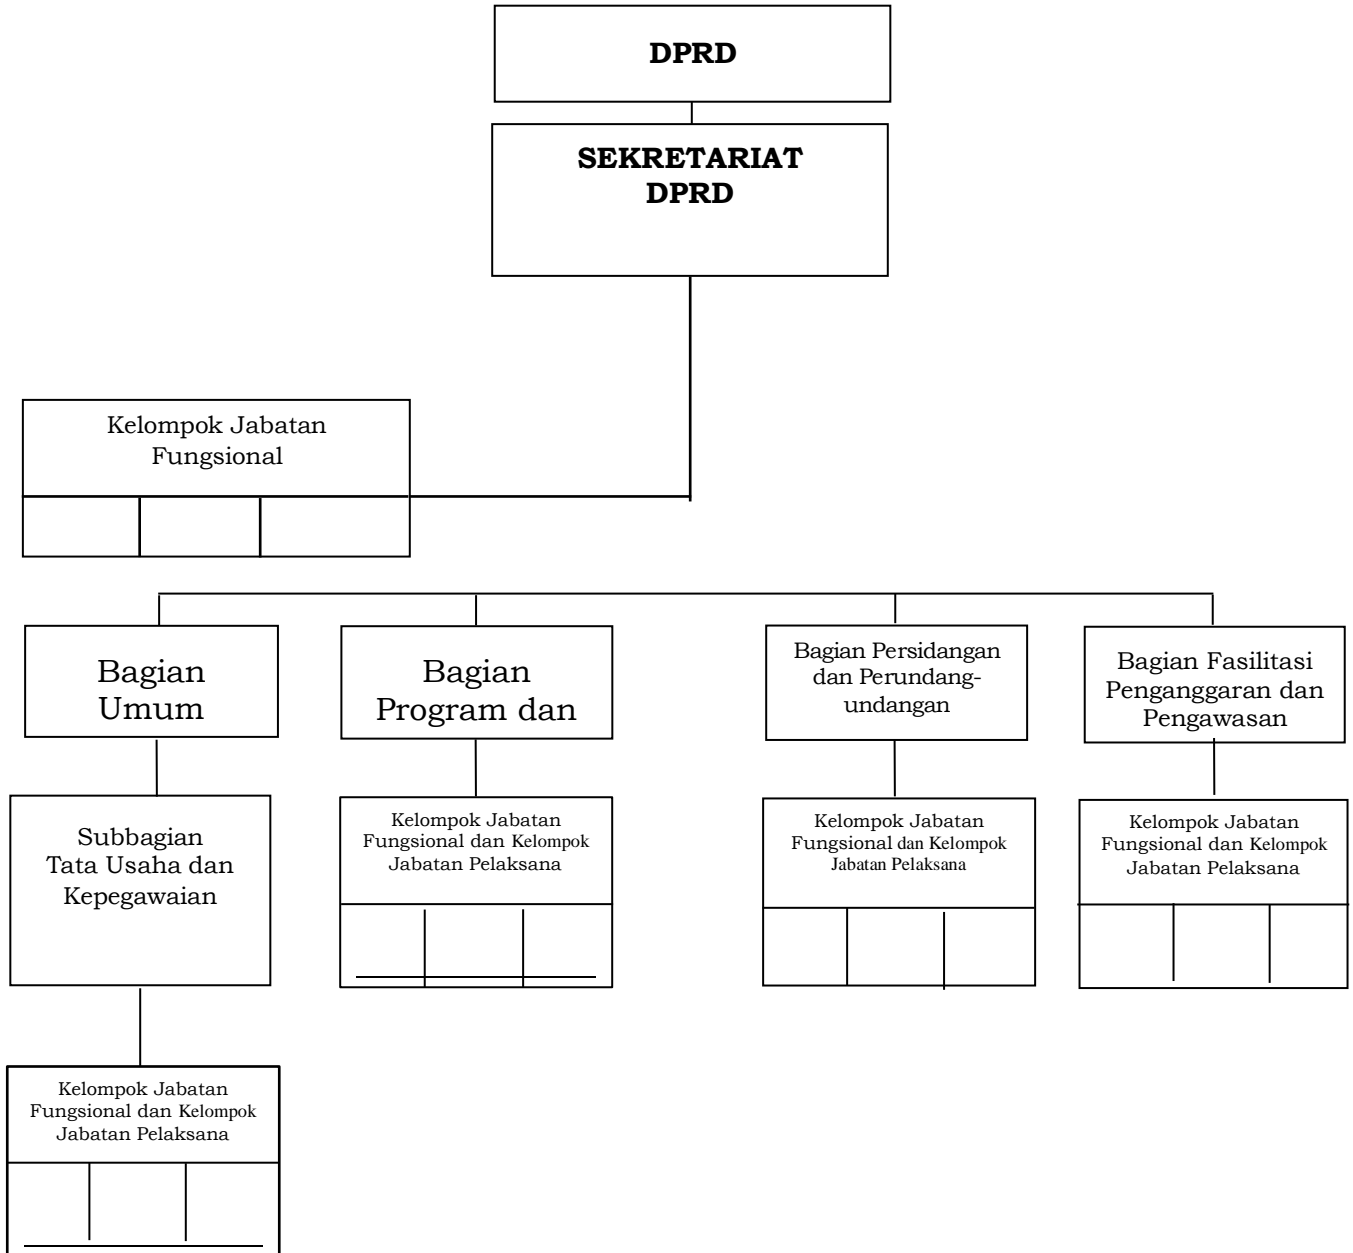 DPRD
SEKRETARIAT
DPRD
Kelompok Jabatan
Fungsional
Bagian
Umum
Bagian
Program dan
Bagian Persidangan
dan Perundang-
undangan
Bagian Fasilitasi
Penganggaran dan
Pengawasan
Subbagian
Tata Usaha dan
Kepegawaian
Kelompok Jabatan
Fungsional dan Kelompok
Jabatan Pelaksana
Kelompok Jabatan
Fungsional dan Kelompok
Jabatan Pelaksana
Kelompok Jabatan
Fungsional dan Kelompok
Jabatan Pelaksana
Kelompok Jabatan
Fungsional dan Kelompok
Jabatan Pelaksana